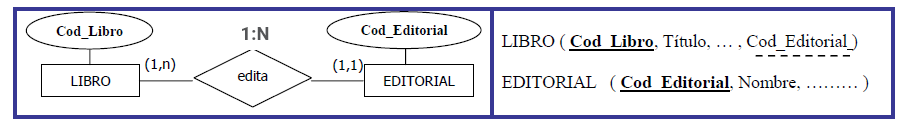 Cod_Libro
1:N
Cod_Editorial
(1,n)
(1,1)
LIBRO
edita
EDITORIAL
LIBRO ( Cod_Libro, Título, … , Cod_Editorial )
EDITORIAL ( Cod_Editorial, Nombre, ……… )